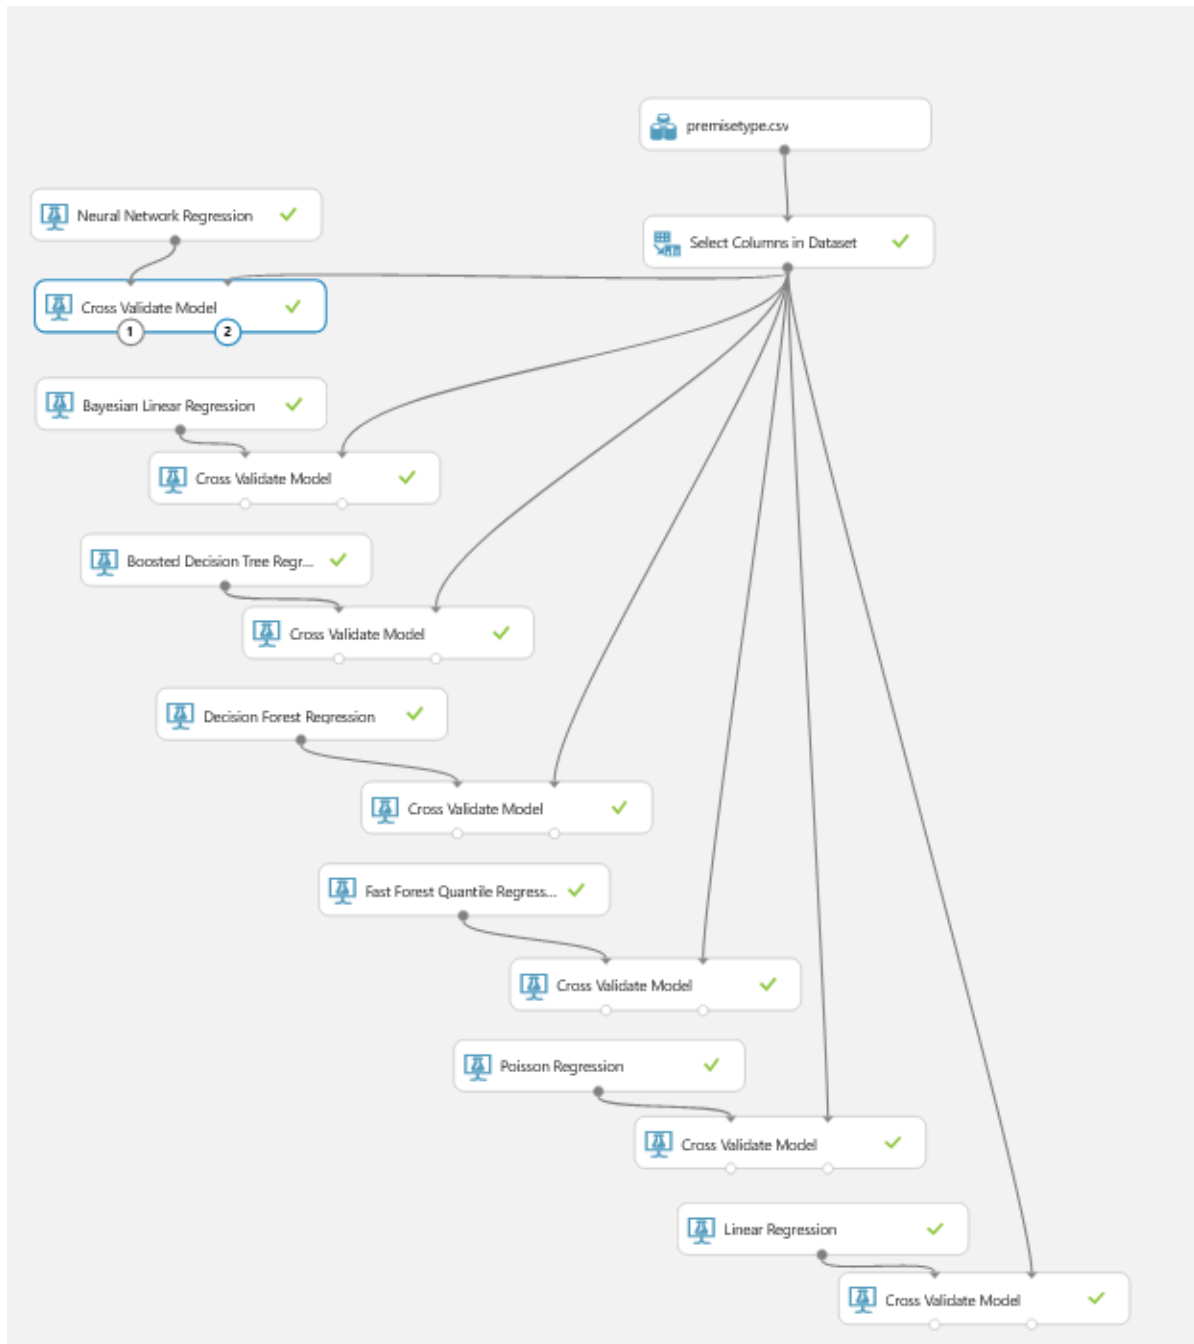 premisetype.csv
Neural Network Regression
Select Columns in Dataset
Cross Validate Model
1 2
Bayesian Linear Regression
Cross Validate Model
Boosted Decision Tree Regr...
Cross Validate Model
Decision Forest Regression
Cross Validate Model
Fast Forest Quantile Regress...
Cross Validate Model
Poisson Regression
Cross Validate Model
Linear Regression
Cross Validate Model